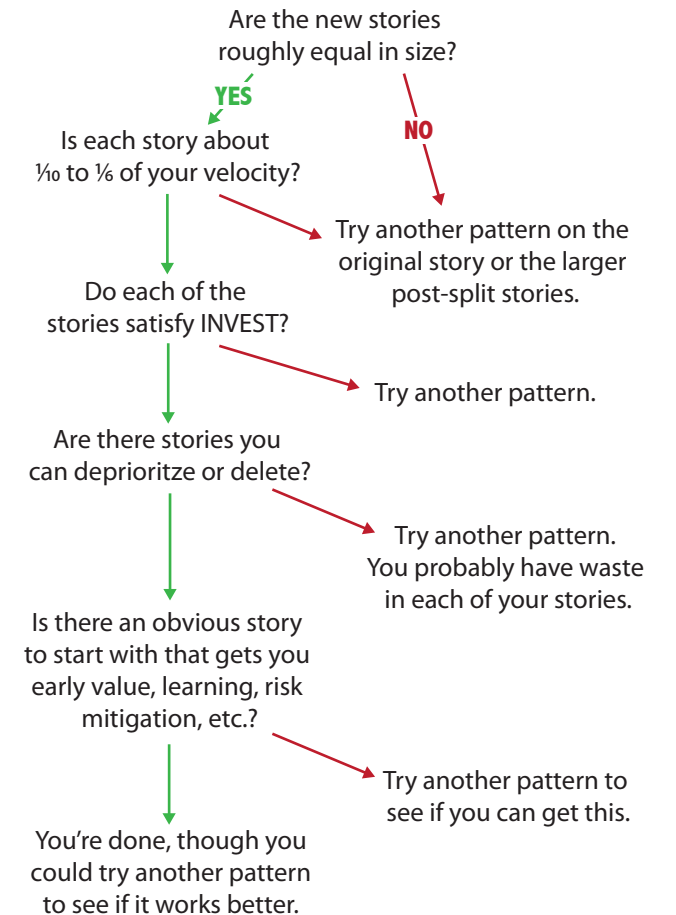 Are the new stories
roughly equal in size?
YES
NO
Is each story about
⅒ to ⅙ of your velocity?
Try another pattern on the
original story or the larger
post-split stories.
Do each of the
stories satisfy INVEST?
Try another pattern.
Are there stories you
can deprioritze or delete?
Try another pattern.
You probably have waste
in each of your stories.
Is there an obvious story
to start with that gets you
early value, learning, risk
mitigation, etc.?
Try another pattern to
see if you can get this.
You’re done, though you
could try another pattern
to see if it works better.